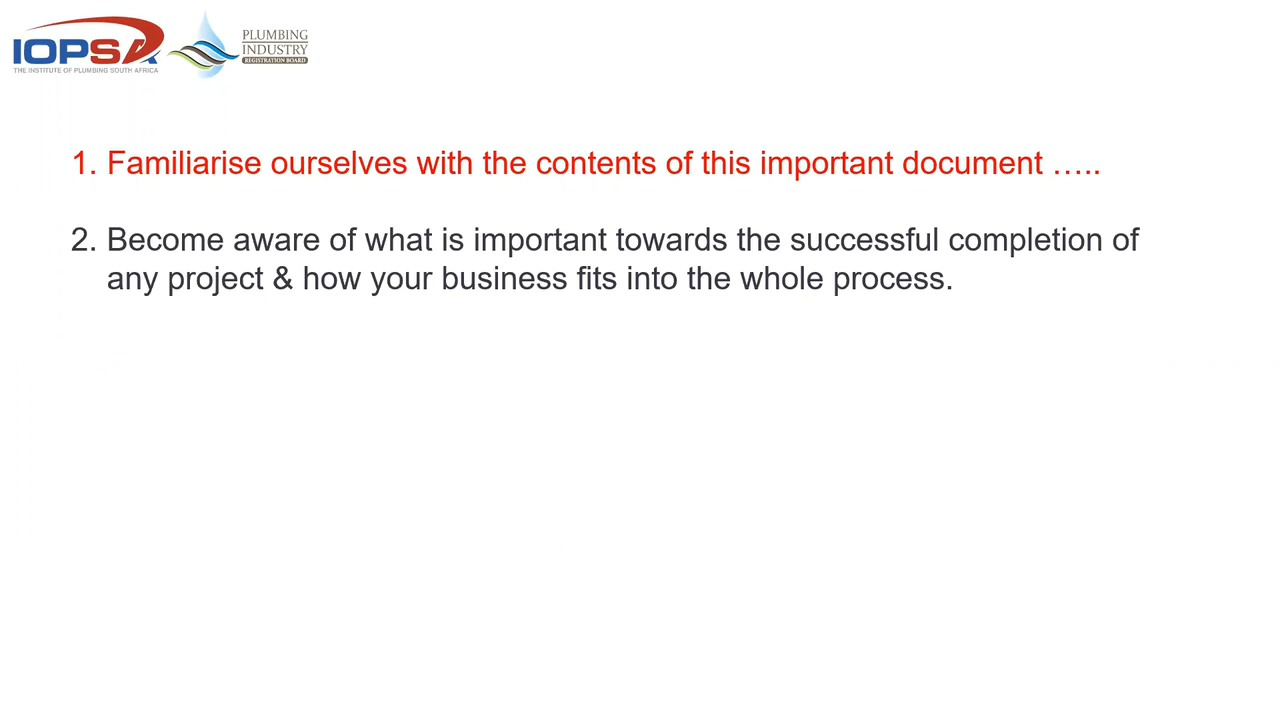 IOPSA
THE INSTITUTE OF PLUMBING SOUTH AFRICA
PLUMBING
INDUSTRY
REGISTRATION BOARD
1. Familiarise ourselves with the contents of this important document …..
2. Become aware of what is important towards the successful completion of
any project & how your business fits into the whole process.